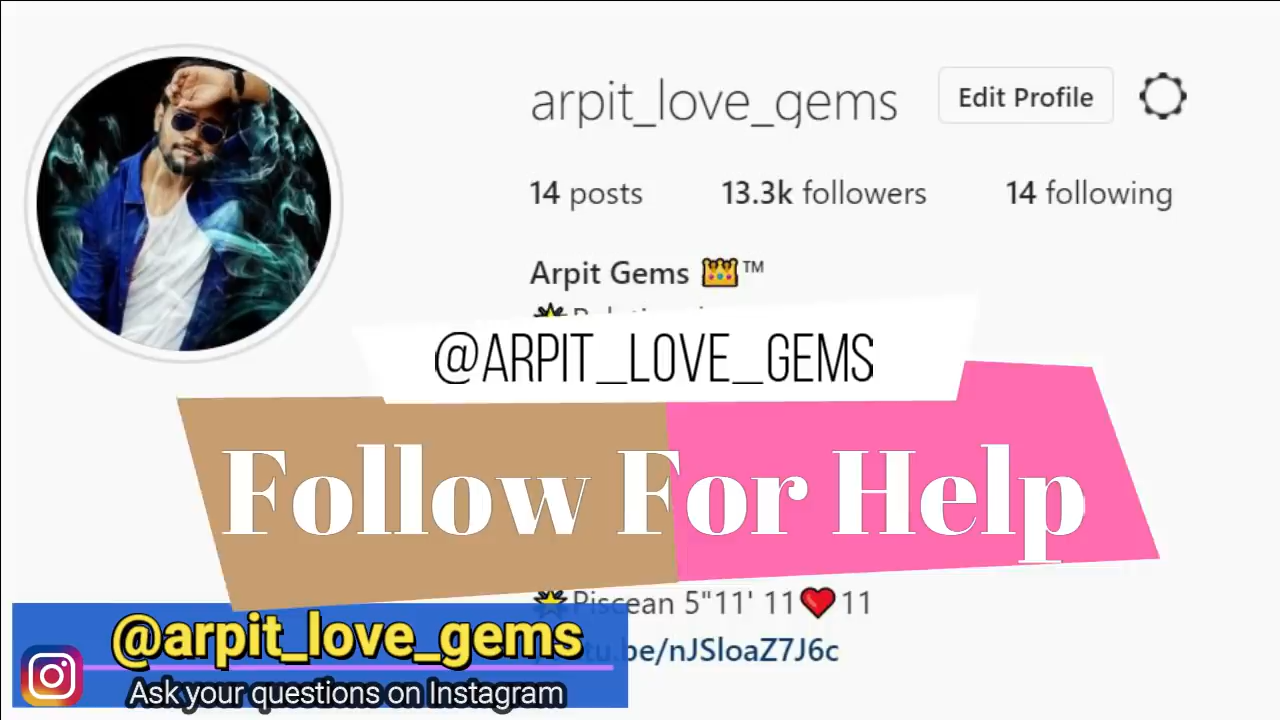 arpit_love_gems Edit Profile
14 posts 13.3k followers 14 following
Arpit Gems 👑™
@ARPIT_LOVE_GEMS
Follow For Help
🌟Piscean 5"11' 11❤️11
be/nJSloaZ7J6c
@arpit_love_gems
Ask your questions on Instagram